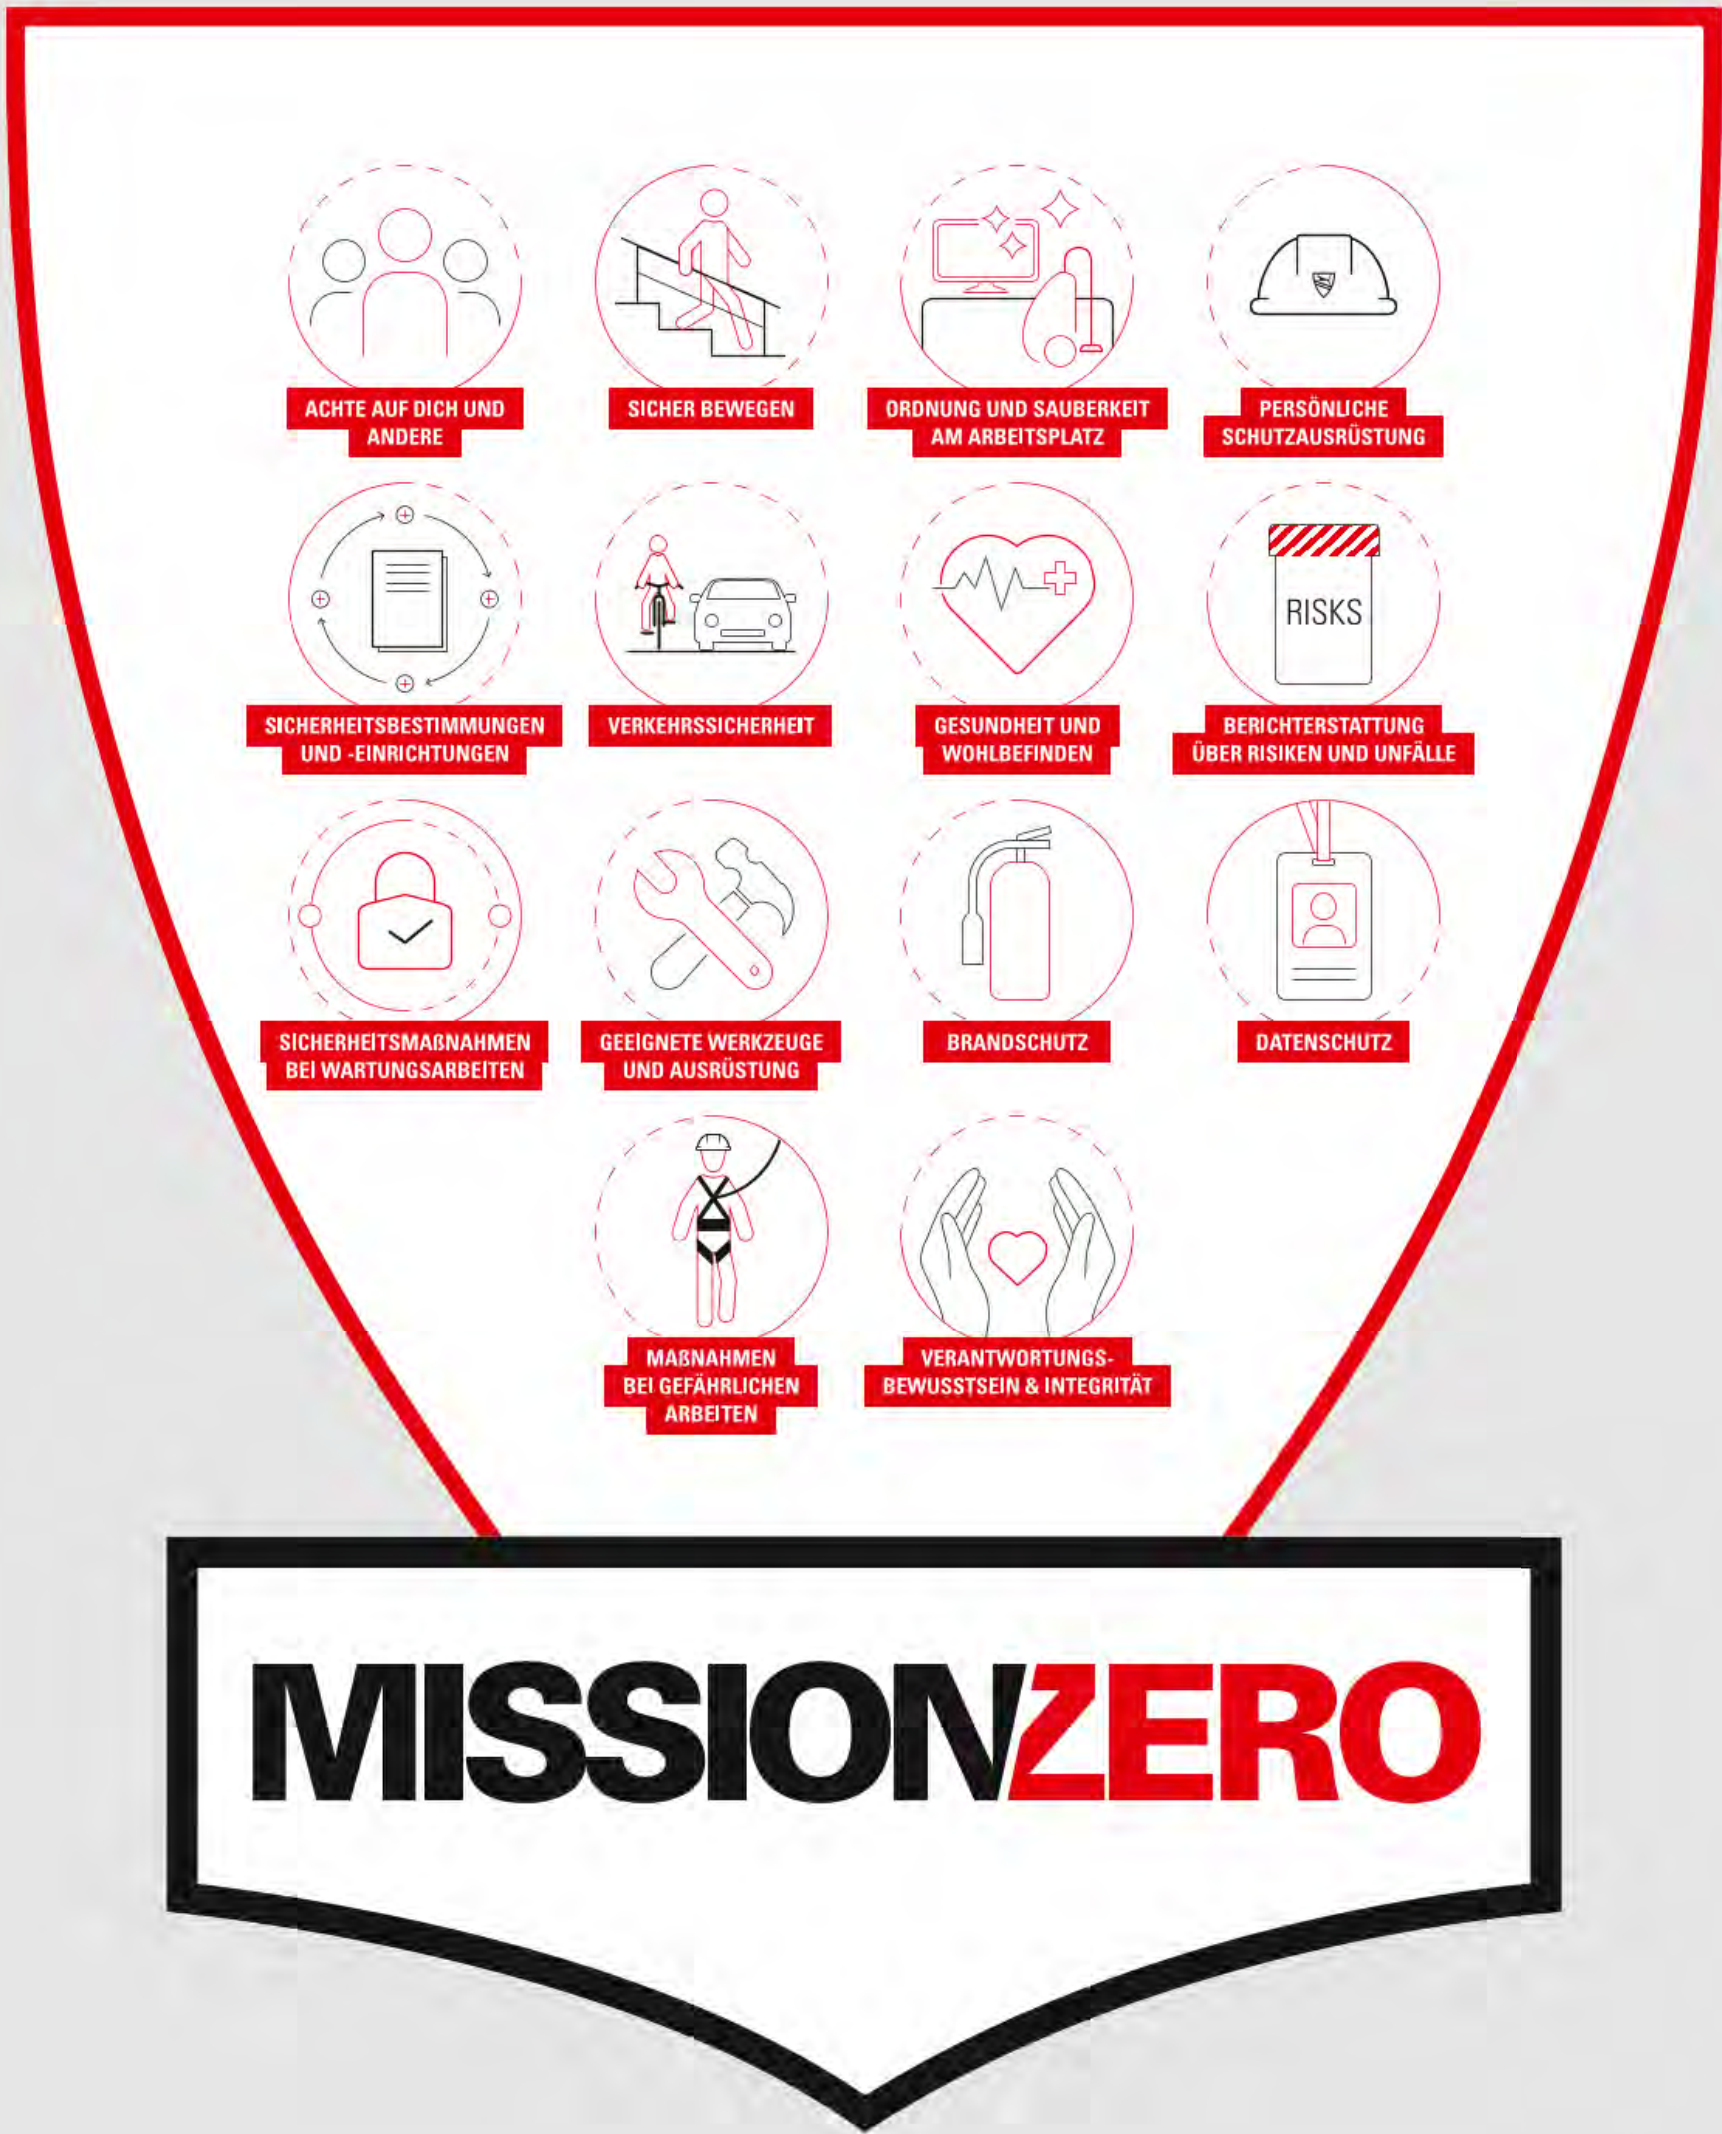 ACHTE AUF DICH UND
ANDERE
SICHER BEWEGEN
ORDNUNG UND SAUBERKEIT
AM ARBEITSPLATZ
PERSÖNLICHE
SCHUTZAUSRÜSTUNG
SICHERHEITSBESTIMMUNGEN
UND -EINRICHTUNGEN
VERKEHRSSICHERHEIT
GESUNDHEIT UND
WOHLBEFINDEN
RISKS
BERICHTERSTATTUNG
ÜBER RISIKEN UND UNFÄLLE
SICHERHEITSMAßNAHMEN
BEI WARTUNGSARBEITEN
GEEIGNETE WERKZEUGE
UND AUSRÜSTUNG
BRANDSCHUTZ
DATENSCHUTZ
MAßNAHMEN
BEI GEFÄHRLICHEN
ARBEITEN
VERANTWORTUNGS-
BEWUSSTSEIN & INTEGRITÄT
MISSIONZERO